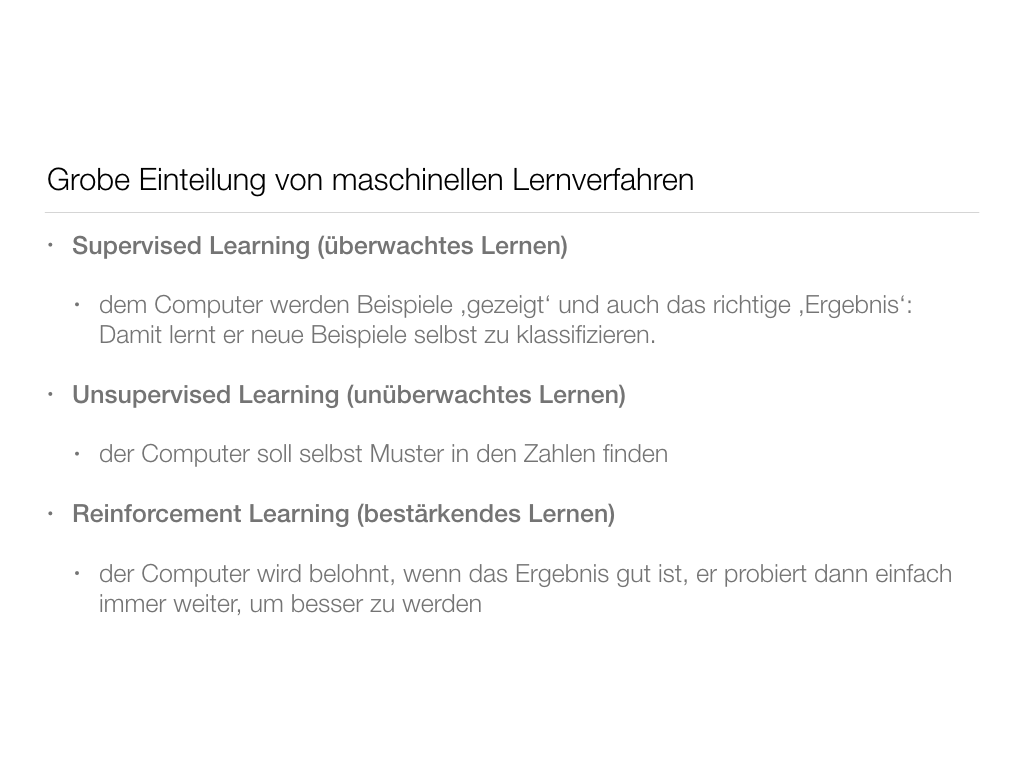 Grobe Einteilung von maschinellen Lernverfahren
• Supervised Learning (überwachtes Lernen)
• dem Computer werden Beispiele ‚gezeigt‘ und auch das richtige ‚Ergebnis‘:
Damit lernt er neue Beispiele selbst zu klassifizieren.
• Unsupervised Learning (unüberwachtes Lernen)
• der Computer soll selbst Muster in den Zahlen finden
• Reinforcement Learning (bestärkendes Lernen)
• der Computer wird belohnt, wenn das Ergebnis gut ist, er probiert dann einfach
immer weiter, um besser zu werden